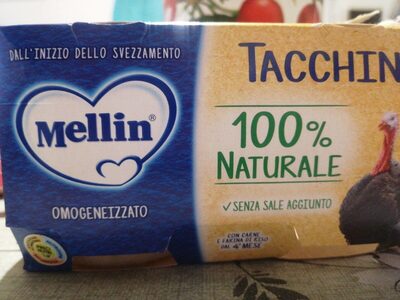 DALL'INIZIO DELLO SVEZZAMENTO
Mellin
OMOGENEIZZATO
TACCHIN
100%
NATURALE
✓ SENZA SALE AGGIUNTO
CON CARNE
E FARINA DI RISO
DAL 4° MESE